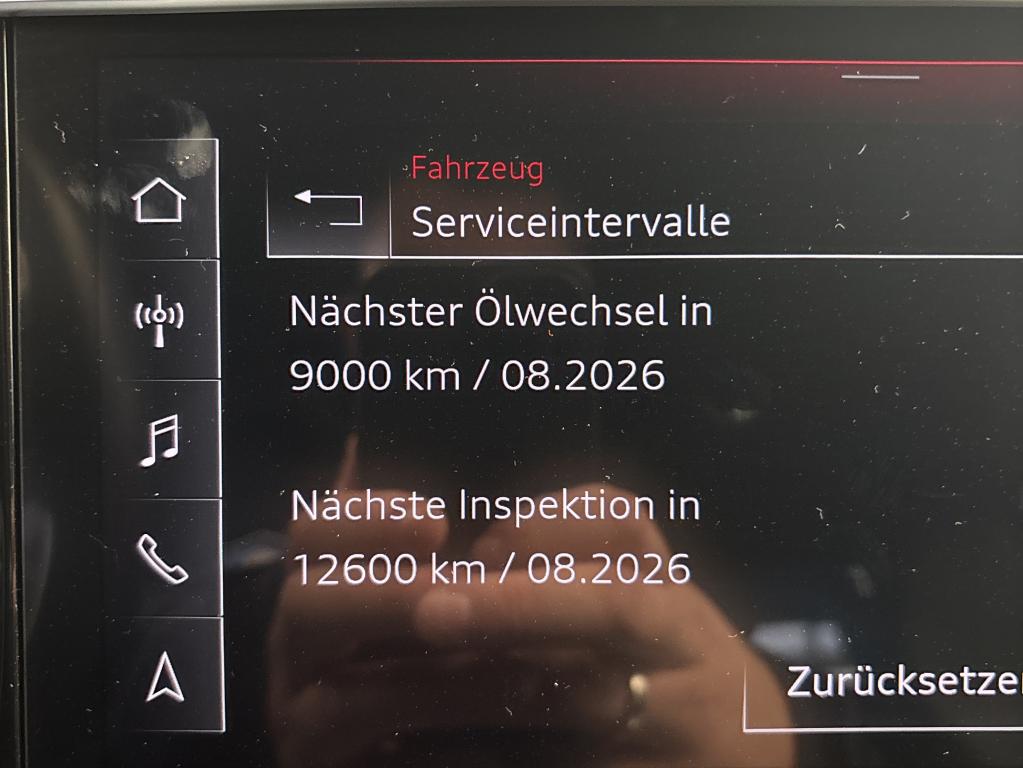 Fahrzeug
Serviceintervalle
Nächster Ölwechsel in
9000 km / 08.2026
Nächste Inspektion in
12600 km / 08.2026
Zurücksetze